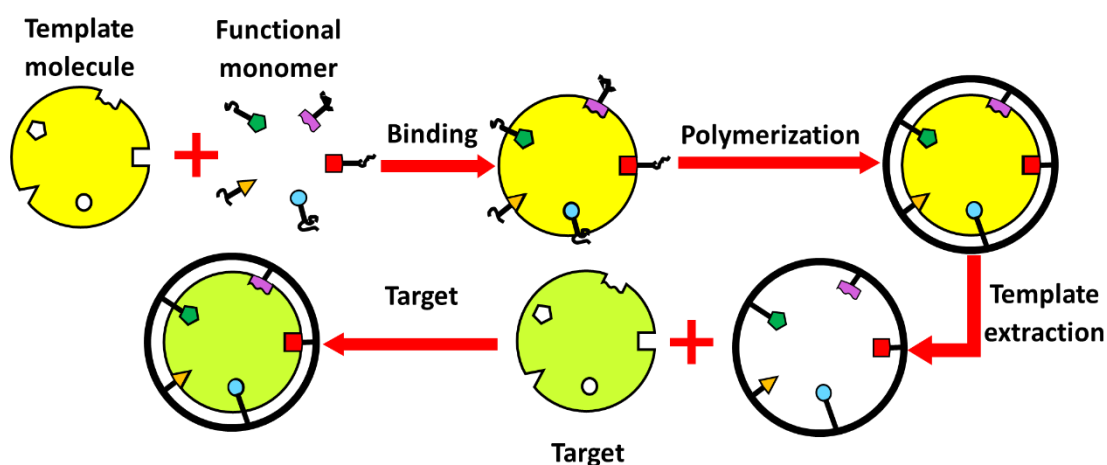 Template
molecule
Functional
monomer
Binding
Polymerization
Template
extraction
Target
Target